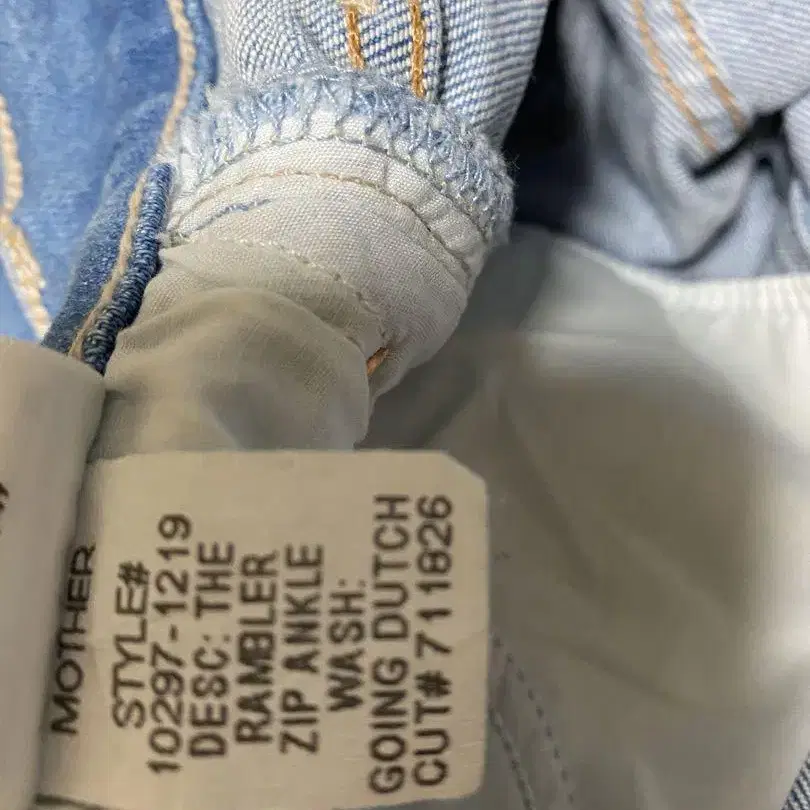 MOTHER
STYLE#
10297-1219
DESC: THE
RAMBLER
ZIP ANKLE
WASH:
GOING DUTCH
CUT# 711826